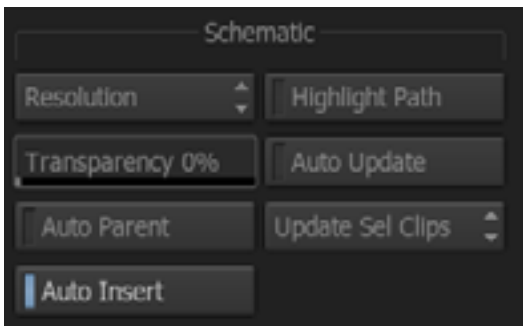 Schematic
Resolution
Highlight Path
Transparency 0%
Auto Update
Auto Parent
Update Sel Clips
Auto Insert